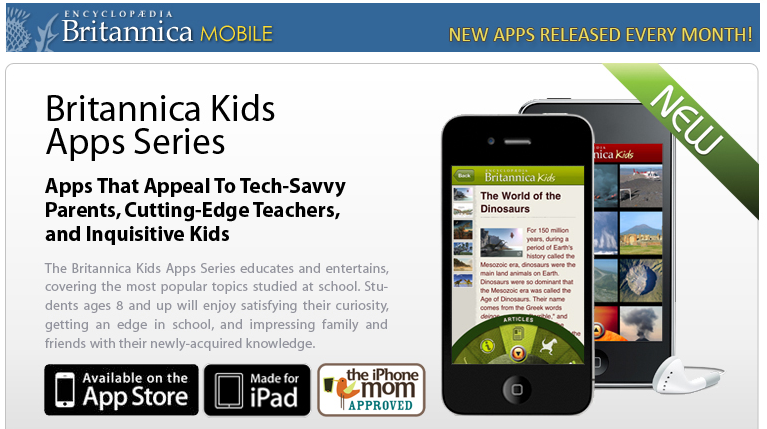 ENCYCLOPÆDIA
Britannica MOBILE
NEW APPS RELEASED EVERY MONTH!
NEW
Britannica Kids
Apps Series
Apps That Appeal To Tech-Savvy
Parents, Cutting-Edge Teachers,
and Inquisitive Kids
The Britannica Kids Apps Series educates and entertains,
covering the most popular topics studied at school. Stu-
dents ages 8 and up will enjoy satisfying their curiosity,
getting an edge in school, and impressing family and
friends with their newly-acquired knowledge.
Available on the
App Store
Made for
iPad
the iPhone
mom
APPROVED
Back
ENCYCLOPÆDIA
Britannica Kids
The World of the
Dinosaurs
For 150 million
years, during a
period of Earth's
history called the
Mesozoic era, dinosaurs were the
main land animals on Earth.
Dinosaurs were so dominant
that the Mesozoic era was called the
Age of Dinosaurs. Their name
comes from the Greek words
ARTICLES
nica Kids